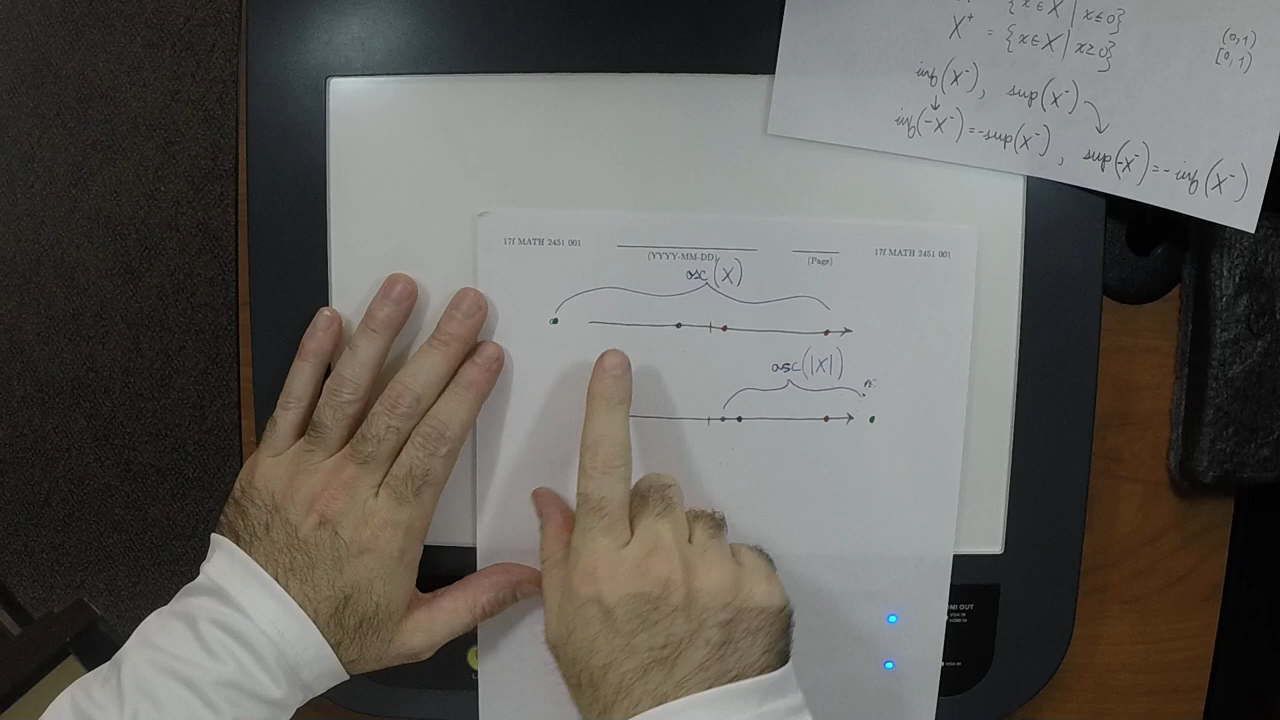 {x ∈ X | x ≤ 0}
X⁺ = {x ∈ X | x ≥ 0}
(0,1)
[0,1)
inf(X⁻), sup(X⁻)
inf(-X⁻) = -sup(X⁻), sup(-X⁻) = -inf(X⁻)
17f MATH 2451 001
(YYYY-MM-DD)
(Page)
17f MATH 2451 001
osc(X)
osc(|X|)